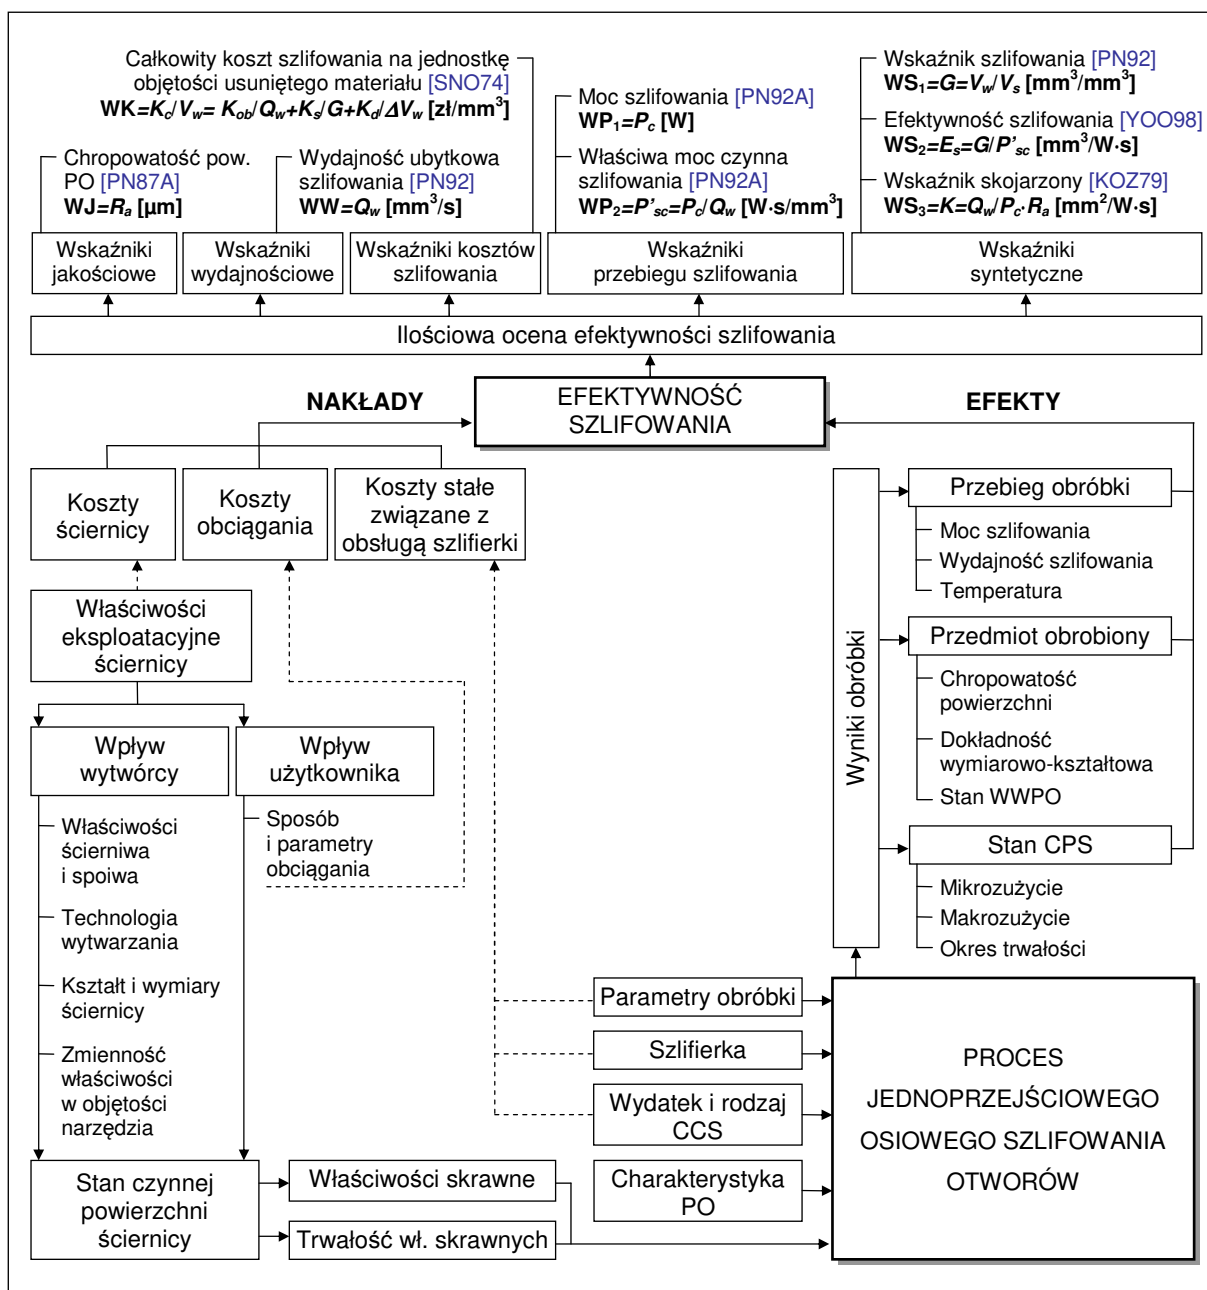 Całkowity koszt szlifowania na jednostkę
objętości usuniętego materiału [SNO74]
WK=Kc/Vw= Kob/Qw+Ks/G+Kd/ΔVw [zł/mm³]
Chropowatość pow.
PO [PN87A]
WJ=Ra [µm]
Wydajność ubytkowa
szlifowania [PN92]
WW=Qw [mm³/s]
Moc szlifowania [PN92A]
WP₁=Pc [W]
Właściwa moc czynna
szlifowania [PN92A]
WP₂=P'sc=Pc/Qw [W·s/mm³]
Wskaźnik szlifowania [PN92]
WS₁=G=Vw/Vs [mm³/mm³]
Efektywność szlifowania [YOO98]
WS₂=Es=G/P'sc [mm³/W·s]
Wskaźnik skojarzony [KOZ79]
WS₃=K=Qw/Pc·Ra [mm²/W·s]
Wskaźniki
jakościowe
Wskaźniki
wydajnościowe
Wskaźniki kosztów
szlifowania
Wskaźniki
przebiegu szlifowania
Wskaźniki
syntetyczne
Ilościowa ocena efektywności szlifowania
NAKŁADY
EFEKTYWNOŚĆ
SZLIFOWANIA
EFEKTY
Koszty
ściernicy
Koszty
obciągania
Koszty stałe
związane z
obsługą szlifierki
Właściwości
eksploatacyjne
ściernicy
Wpływ
wytwórcy
Wpływ
użytkownika
Właściwości
ścierniwa
i spoiwa
Technologia
wytwarzania
Kształt i wymiary
ściernicy
Zmienność
właściwości
w objętości
narzędzia
Sposób
i parametry
obciągania
Wyniki obróbki
Przebieg obróbki
Moc szlifowania
Wydajność szlifowania
Temperatura
Przedmiot obrobiony
Chropowatość
powierzchni
Dokładność
wymiarowo-kształtowa
Stan WWPO
Stan CPS
Mikrozużycie
Makrozużycie
Okres trwałości
Parametry obróbki
Szlifierka
Wydatek i rodzaj
CCS
Charakterystyka
PO
PROCES
JEDNOPRZEJŚCIOWEGO
OSIOWEGO SZLIFOWANIA
OTWORÓW
Stan czynnej
powierzchni
ściernicy
Właściwości skrawne
Trwałość wł. skrawnych